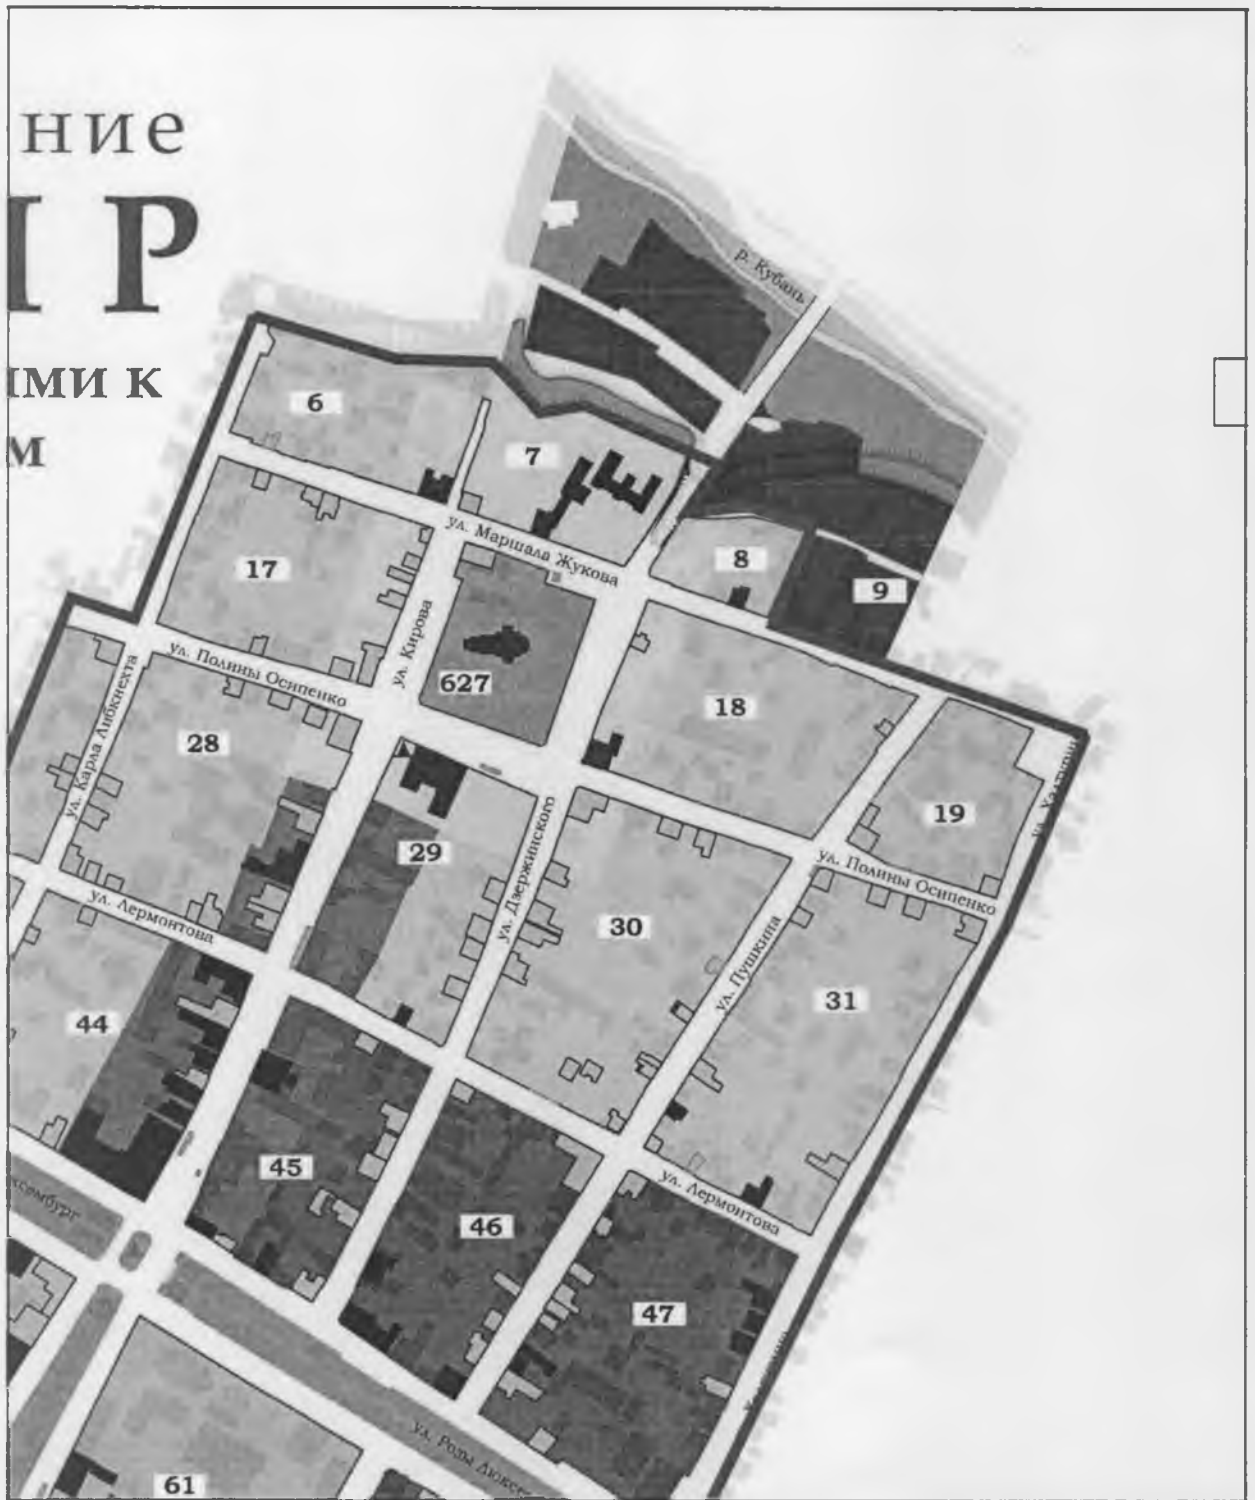 ние
Р
ми к
м
р. Кубань
6
7
ул. Маршала Жукова
8
9
17
ул. Кирова
627
ул. Полины Осипенко
18
28
ул. Карла Либкнехта
19
29
ул. Дзержинского
ул. Полины Осипенко
ул. Лермонтова
30
ул. Пушкина
31
44
45
46
ул. Лермонтова
47
ул. Розы Люксе
61